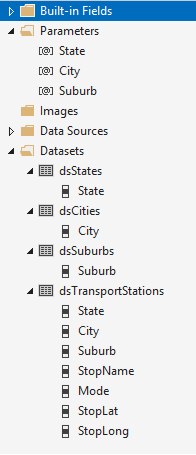 Built-in Fields
Parameters
State
City
Suburb
Images
Data Sources
Datasets
dsStates
State
dsCities
City
dsSuburbs
Suburb
dsTransportStations
State
City
Suburb
StopName
Mode
StopLat
StopLong